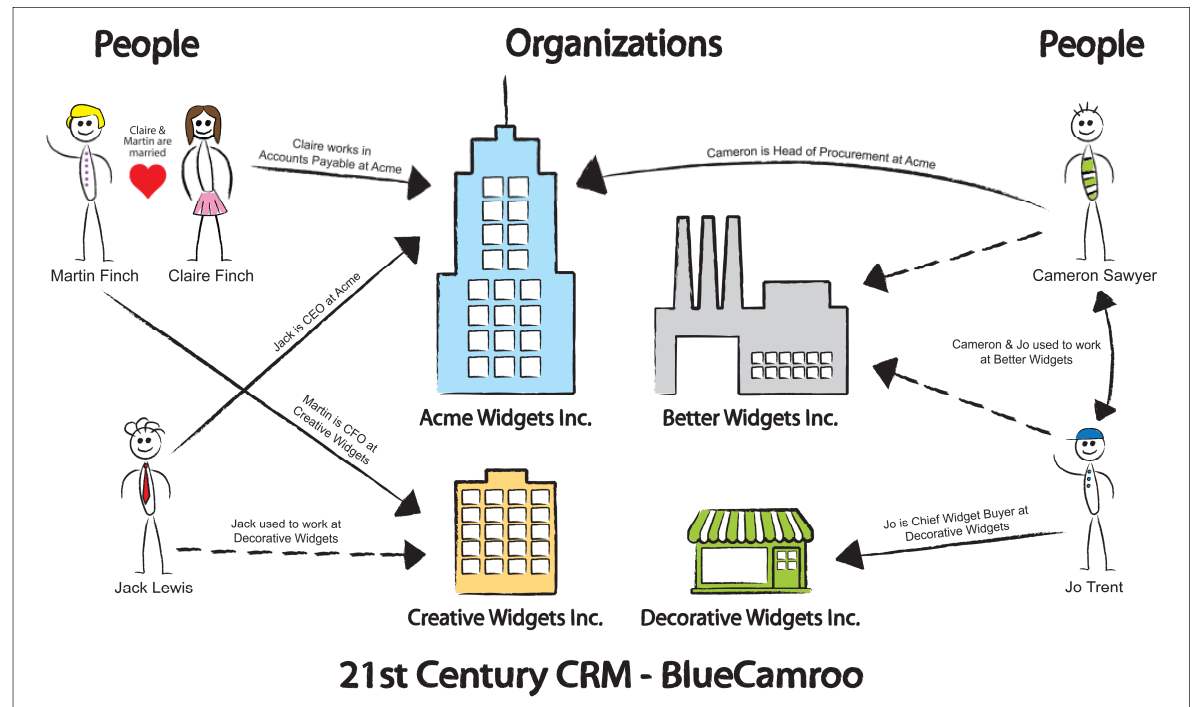 People
Organizations
People
Claire &
Martin are
married
Claire works in
Accounts Payable at Acme
Cameron is Head of Procurement at Acme
Martin Finch
Claire Finch
Cameron Sawyer
Jack is CEO at Acme
Cameron & Jo used to work
at Better Widgets
Martin is CFO at
Creative Widgets
Acme Widgets Inc.
Better Widgets Inc.
Jack used to work at
Decorative Widgets
Jo is Chief Widget Buyer at
Decorative Widgets
Jack Lewis
Jo Trent
Creative Widgets Inc.
Decorative Widgets Inc.
21st Century CRM - BlueCamroo